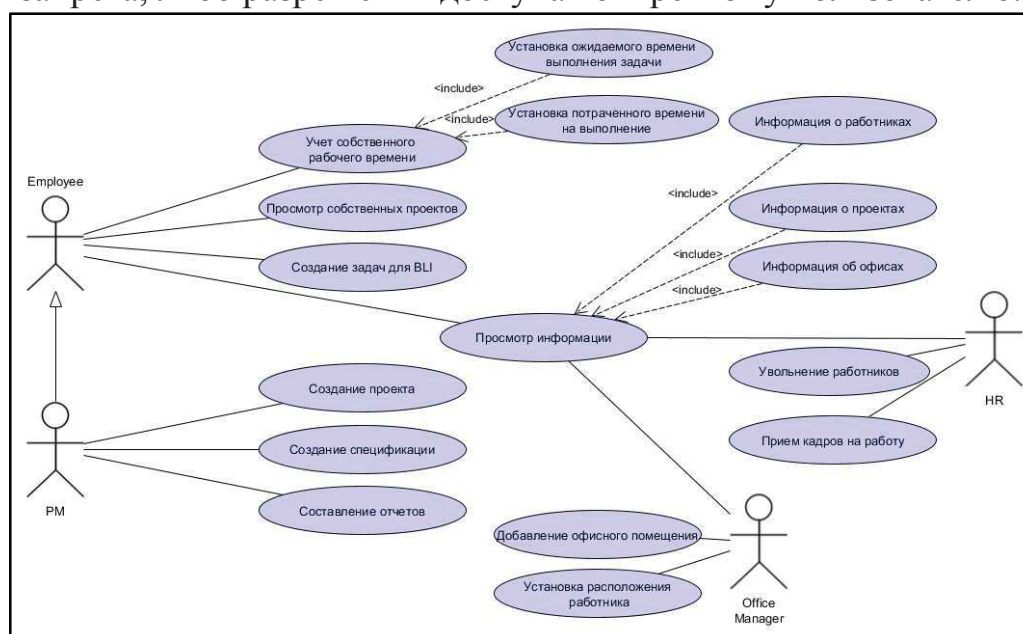 Установка ожидаемого времени
выполнения задачи
<include>
Установка потраченного времени
на выполнение
<include>
Информация о работниках
Учет собственного
рабочего времени
Employee
<include>
Просмотр собственных проектов
Информация о проектах
<include>
Создание задач для BLI
Информация об офисах
<include>
Просмотр информации
Увольнение работников
HR
Создание проекта
Прием кадров на работу
Создание спецификации
PM
Составление отчетов
Добавление офисного помещения
Установка расположения
работника
Office
Manager